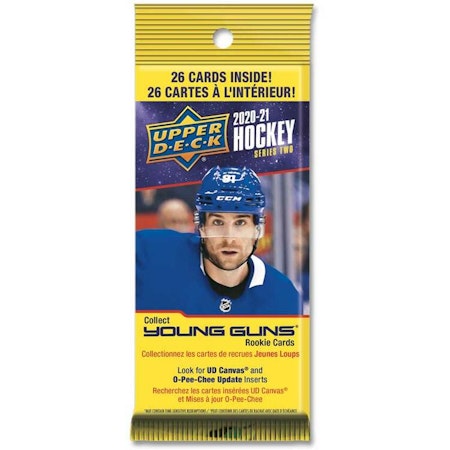 26 CARDS INSIDE!
26 CARTES À L'INTÉRIEUR!
UPPER
D·E·C·K
2020-21
HOCKEY
SERIES TWO
91
CCM
NHL
Collect
YOUNG GUNS®
Rookie Cards
Collectionnez les cartes de recrues Jeunes Loups
Look for UD Canvas® and
O-Pee-Chee Update Inserts
Recherchez les cartes insérées UD Canvas®
et Mises à jour O-Pee-Chee